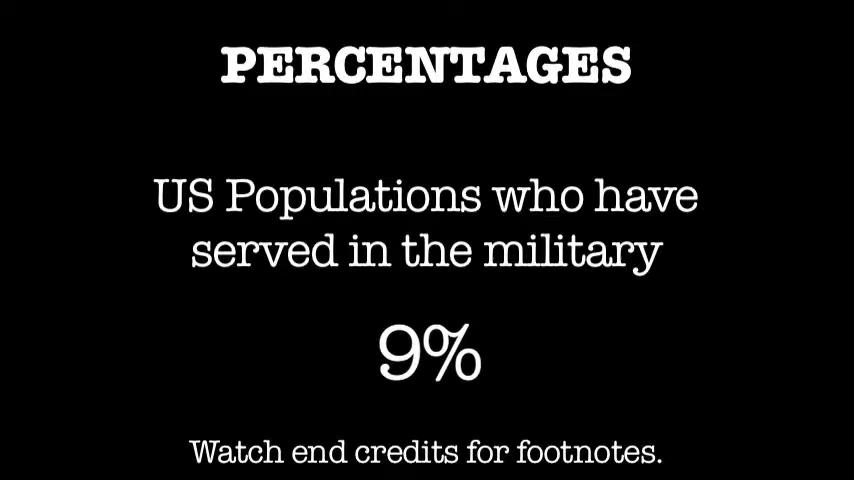 PERCENTAGES
US Populations who have
served in the military
9%
Watch end credits for footnotes.